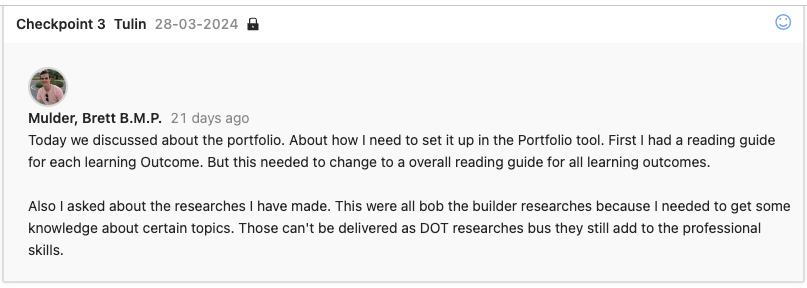 Checkpoint 3 Tulin 28-03-2024
Mulder, Brett B.M.P. 21 days ago
Today we discussed about the portfolio. About how I need to set it up in the Portfolio tool. First I had a reading guide
for each learning Outcome. But this needed to change to a overall reading guide for all learning outcomes.
Also I asked about the researches I have made. This were all bob the builder researches because I needed to get some
knowledge about certain topics. Those can't be delivered as DOT researches bus they still add to the professional
skills.